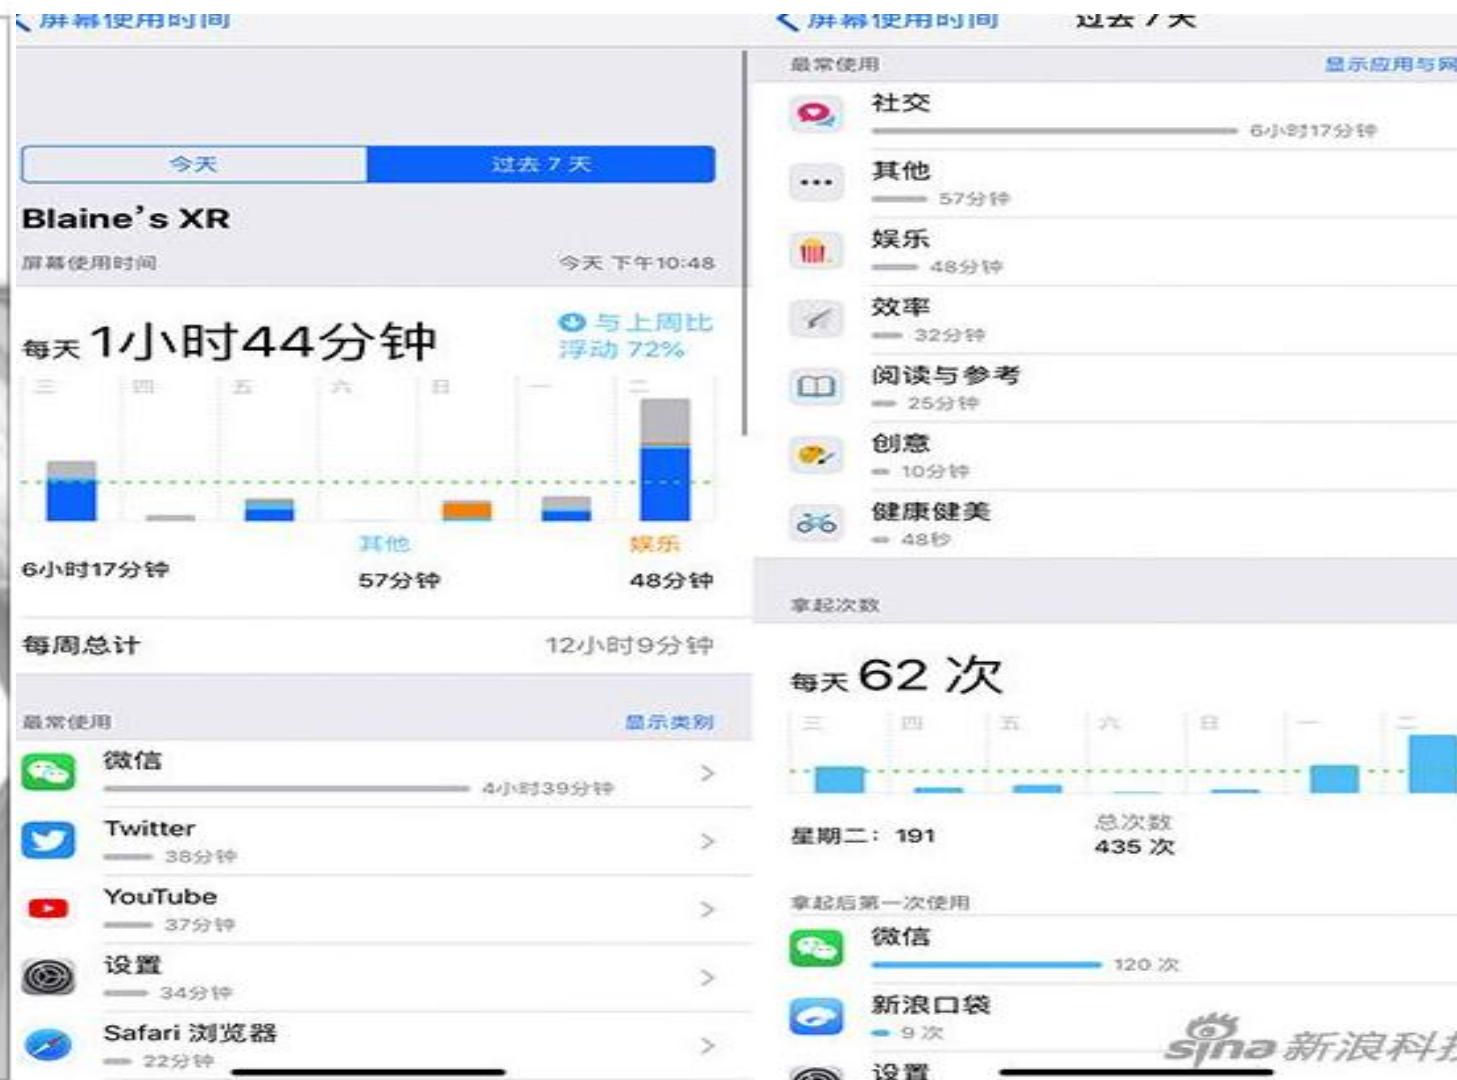 屏幕使用时间
今天
过去 7 天
Blaine's XR
屏幕使用时间
今天 下午10:48
每天 1小时44分钟
与上周比
浮动 72%
三 四 五 六 日 一 二
其他
娱乐
6小时17分钟
57分钟
48分钟
每周总计
12小时9分钟
最常使用
显示类别
微信
4小时39分钟
Twitter
38分钟
YouTube
37分钟
设置
34分钟
Safari 浏览器
22分钟
屏幕使用时间
过去 7 天
最常使用
显示应用与网
社交
6小时17分钟
其他
57分钟
娱乐
48分钟
效率
32分钟
阅读与参考
25分钟
创意
10分钟
健康健美
48秒
拿起次数
每天 62 次
三 四 五 六 日 一 二
总次数
星期二：191
435 次
拿起后第一次使用
微信
120 次
新浪口袋
9 次
设置
sina 新浪科技